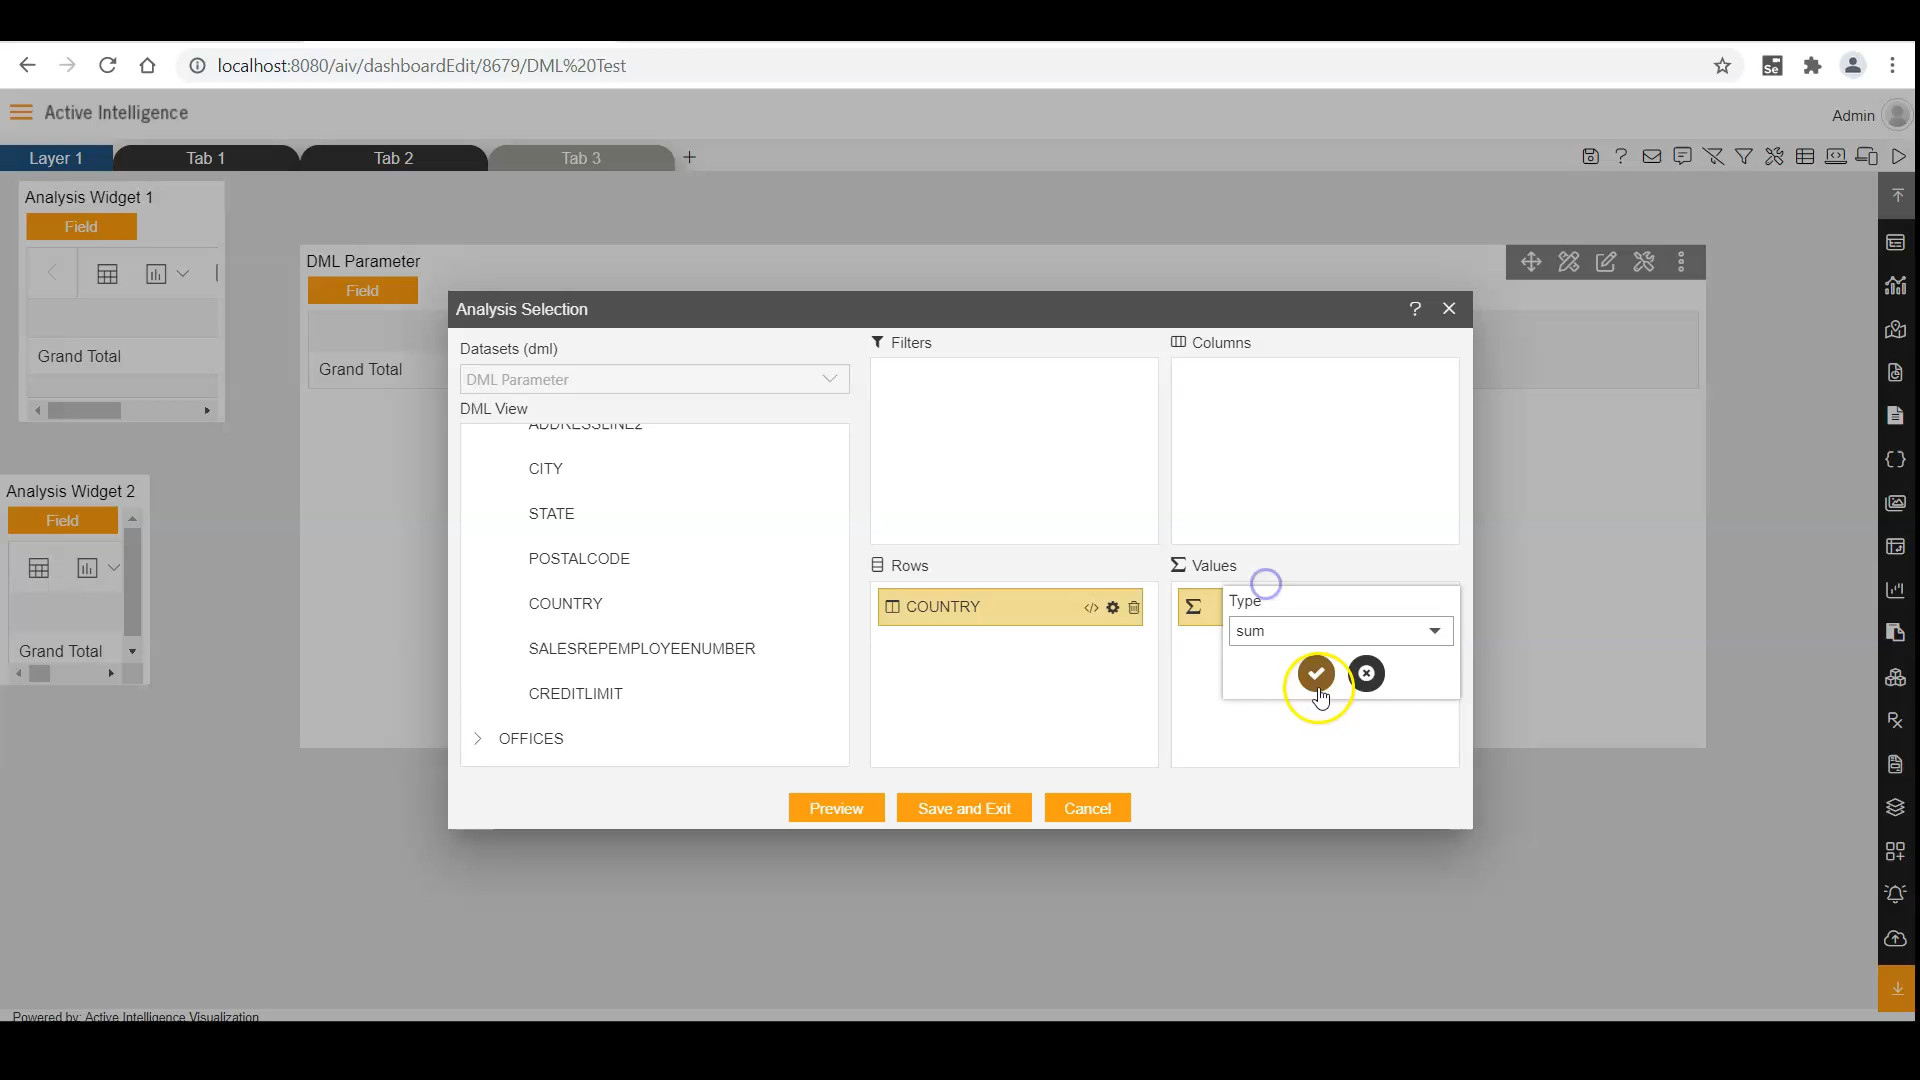 localhost:8080/aiv/dashboardEdit/8679/DML%20Test
Se
Active Intelligence
Admin
Layer 1
Tab 1
Tab 2
Tab 3
Analysis Widget 1
Field
Grand Total
DML Parameter
Field
Grand Total
Analysis Widget 2
Field
Grand Total
Analysis Selection
Datasets (dml)
DML Parameter
DML View
ADDRESSLINE2
CITY
STATE
POSTALCODE
COUNTRY
SALESREPEMPLOYEENUMBER
CREDITLIMIT
OFFICES
Filters
Columns
Rows
COUNTRY
Values
Type
sum
Preview
Save and Exit
Cancel
Powered by: Active Intelligence Visualization